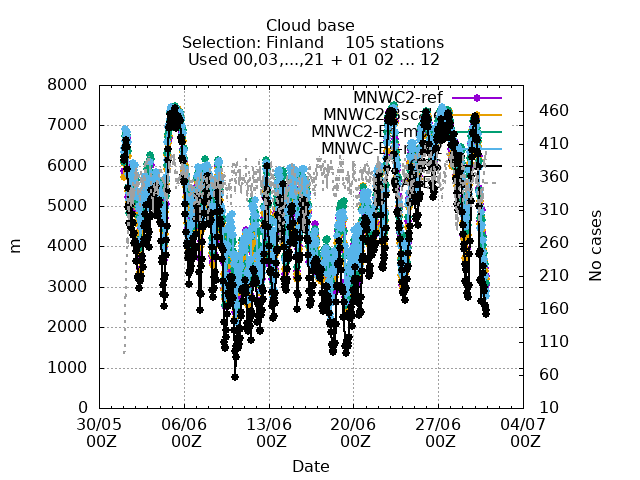 Cloud base
Selection: Finland    105 stations
Used 00,03,...,21 + 01 02 ... 12
8000
7000
6000
5000
4000
3000
2000
1000
0
m
460
410
360
310
260
210
160
110
60
10
No cases
MNWC2-ref
30/05 00Z
06/06 00Z
13/06 00Z
20/06 00Z
27/06 00Z
04/07 00Z
Date